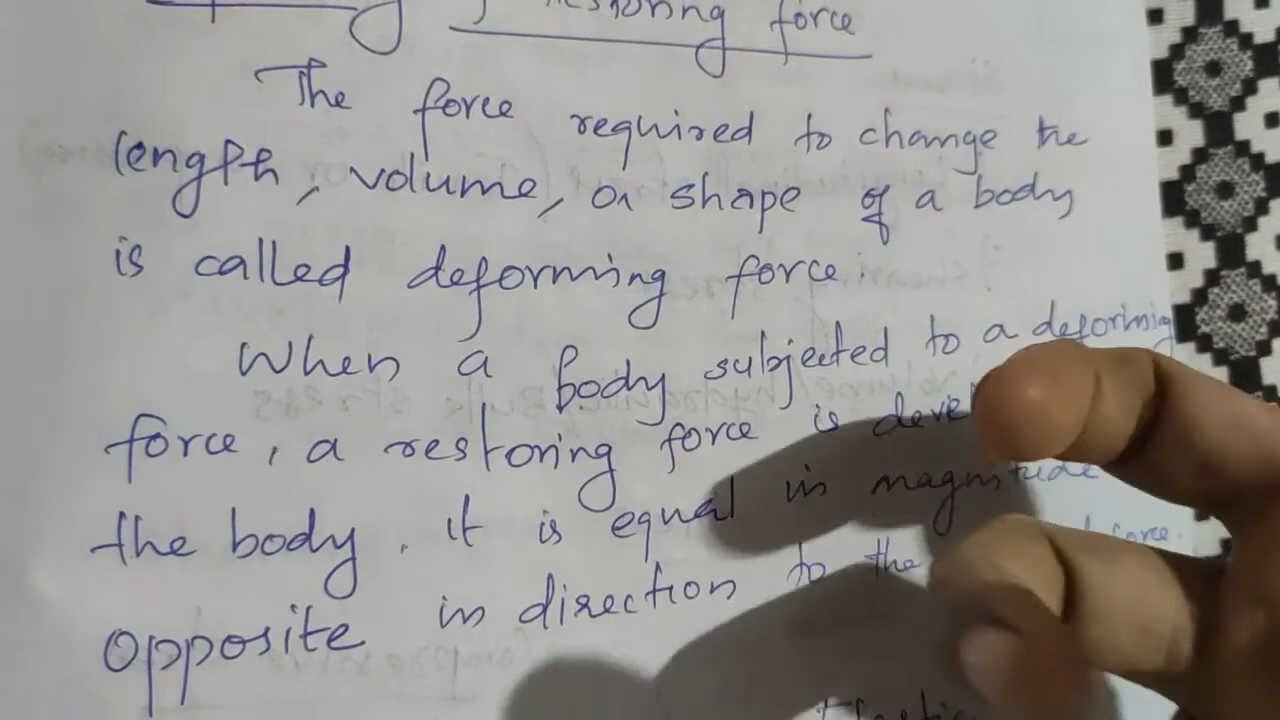 restoring force
The force required to change the
length, volume, or shape of a body
is called deforming force.
When a body subjected to a deforming
force, a restoring force is
the body. it is equal in magnitude
opposite in direction to the force.